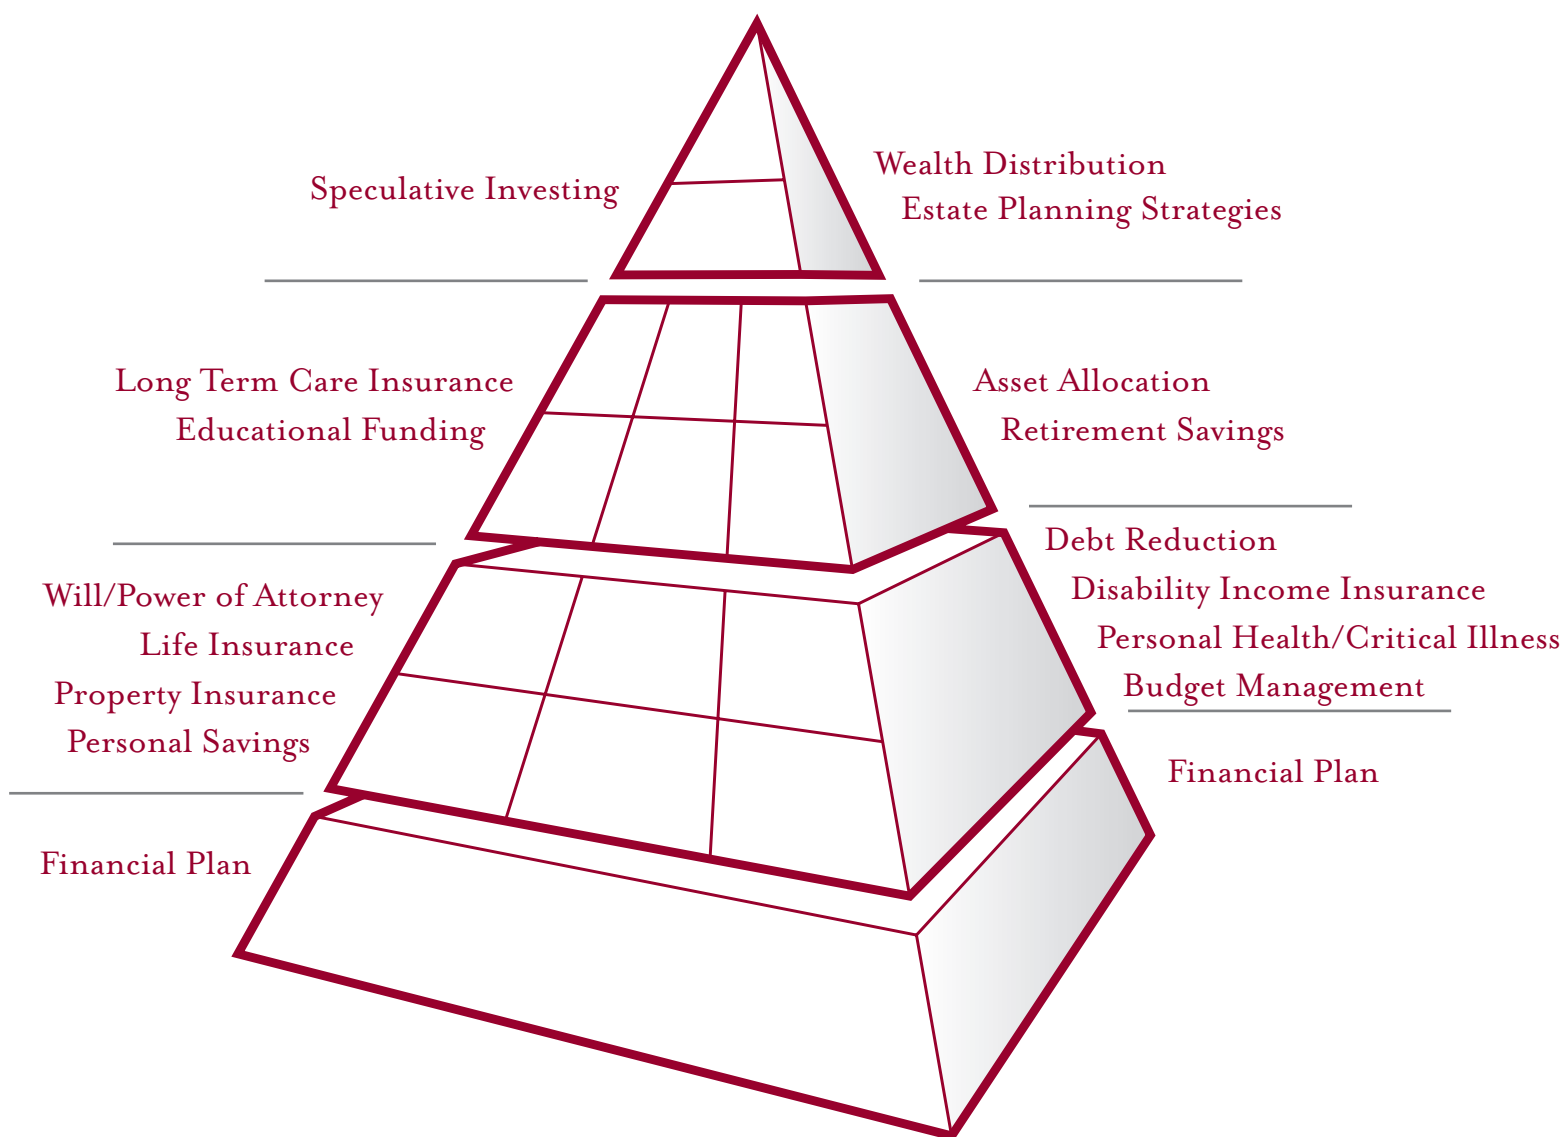 Speculative Investing
Wealth Distribution
Estate Planning Strategies
Long Term Care Insurance
Educational Funding
Asset Allocation
Retirement Savings
Will/Power of Attorney
Life Insurance
Property Insurance
Personal Savings
Debt Reduction
Disability Income Insurance
Personal Health/Critical Illness
Budget Management
Financial Plan
Financial Plan